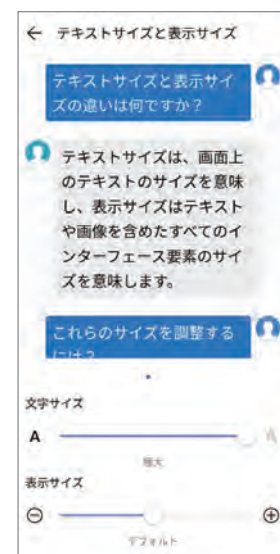 テキストサイズと表示サイズ
テキストサイズと表示サイ
ズの違いは何ですか？
テキストサイズは、画面上
のテキストのサイズを意味
し、表示サイズはテキスト
や画像を含めたすべてのイ
ンターフェース要素のサイ
ズを意味します。
これらのサイズを調整する
には？
文字サイズ
A A
極大
表示サイズ
デフォルト